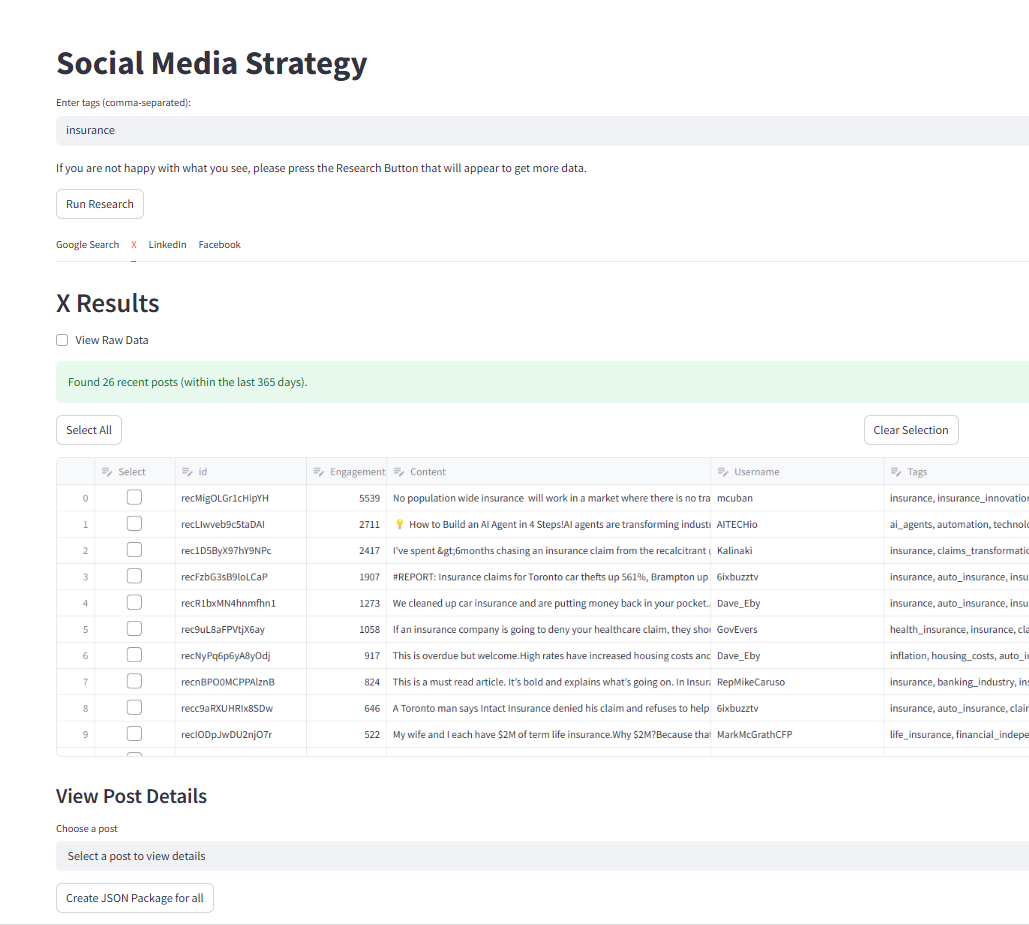 Social Media Strategy
Enter tags (comma-separated):
insurance
If you are not happy with what you see, please press the Research Button that will appear to get more data.
Run Research
Google Search X LinkedIn Facebook
X Results
View Raw Data
Found 26 recent posts (within the last 365 days).
Select All Clear Selection
Select id Engagement Content Username Tags
0 recMigOLGr1cHipYH 5539 No population wide insurance will work in a market where there is no tra mcuban insurance, insurance_innovation
1 recLIwveb9c5taDAI 2711 💡 How to Build an AI Agent in 4 Steps!AI agents are transforming industr AITECHio ai_agents, automation, technolo
2 rec1D5ByX97hY9NPc 2417 I've spent &gt;6months chasing an insurance claim from the recalcitrant Kalinaki insurance, claims_transformatio
3 recFzbG3sB9loLCaP 1907 #REPORT: Insurance claims for Toronto car thefts up 561%, Brampton up 6ixbuzztv insurance, auto_insurance, insu
4 recR1bxMN4hnmfhn1 1273 We cleaned up car insurance and are putting money back in your pocket.. Dave_Eby insurance, auto_insurance, insu
5 rec9uL8aFPVtjX6ay 1058 If an insurance company is going to deny your healthcare claim, they shou GovEvers health_insurance, insurance, cla
6 recNyPq6p6yA8yOdj 917 This is overdue but welcome.High rates have increased housing costs and Dave_Eby inflation, housing_costs, auto_in
7 recnBPO0MCPPAlznB 824 This is a must read article. It's bold and explains what's going on. In Insura RepMikeCaruso insurance, banking_industry, ins
8 recc9aRXUHRIx8SDw 646 A Toronto man says Intact Insurance denied his claim and refuses to help 6ixbuzztv insurance, auto_insurance, clain
9 recIODpJwDU2njO7r 522 My wife and I each have $2M of term life insurance.Why $2M?Because that MarkMcGrathCFP life_insurance, financial_indepe
View Post Details
Choose a post
Select a post to view details
Create JSON Package for all